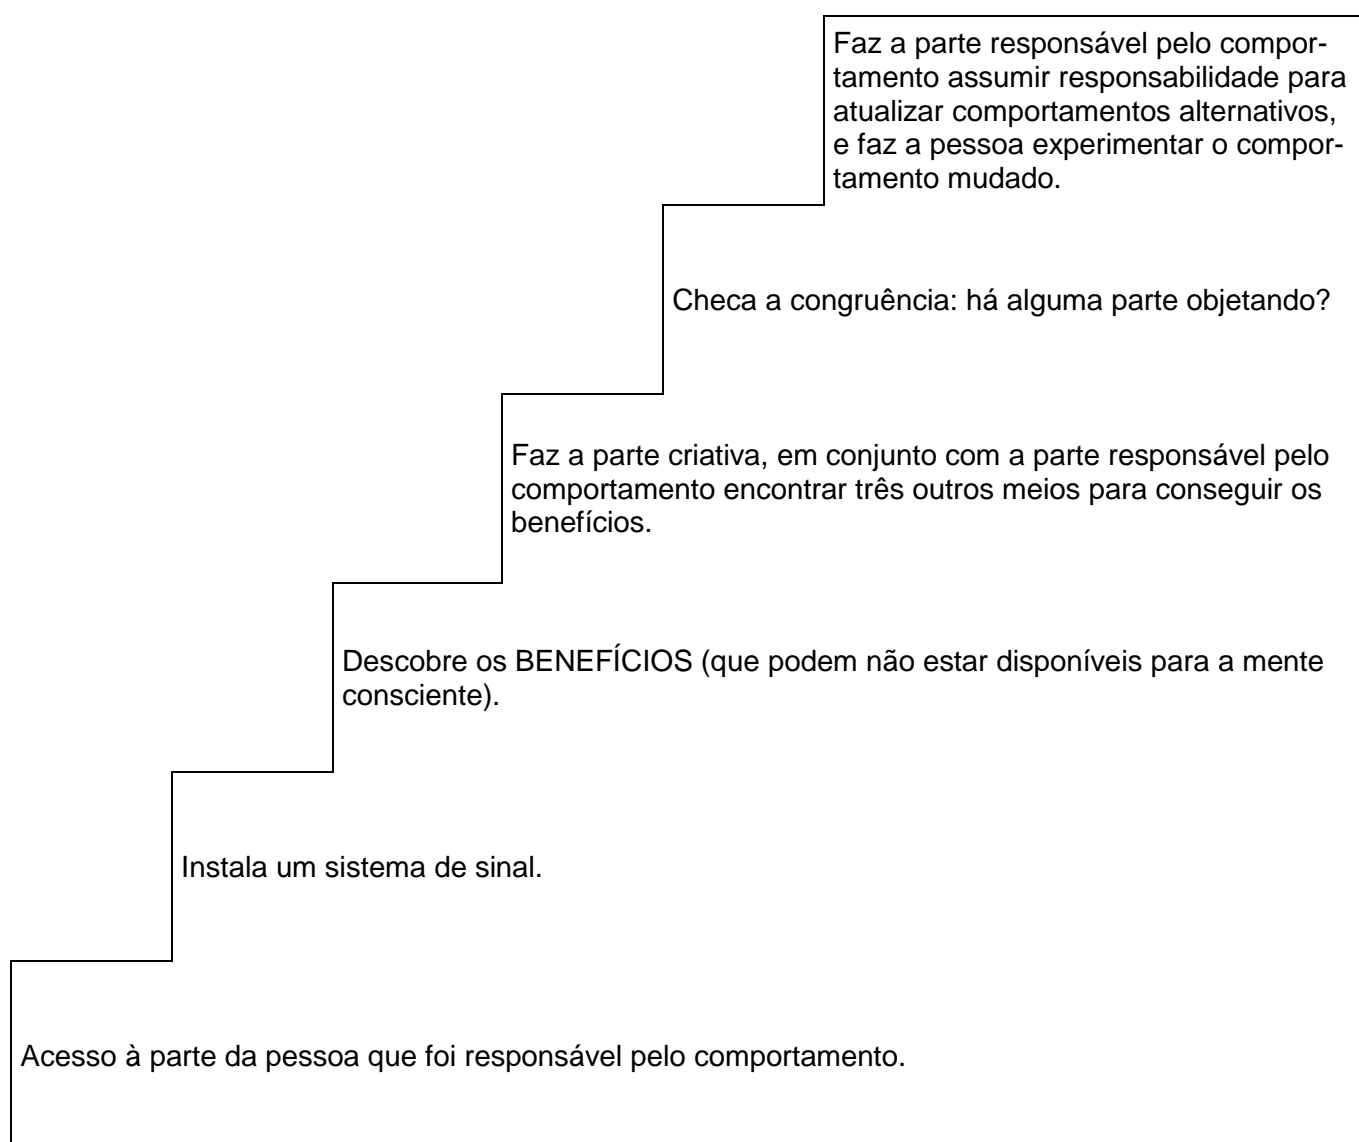 Faz a parte responsável pelo compor-
tamento assumir responsabilidade para
atualizar comportamentos alternativos,
e faz a pessoa experimentar o compor-
tamento mudado.
Checa a congruência: há alguma parte objetando?
Faz a parte criativa, em conjunto com a parte responsável pelo
comportamento encontrar três outros meios para conseguir os
benefícios.
Descobre os BENEFÍCIOS (que podem não estar disponíveis para a mente
consciente).
Instala um sistema de sinal.
Acesso à parte da pessoa que foi responsável pelo comportamento.